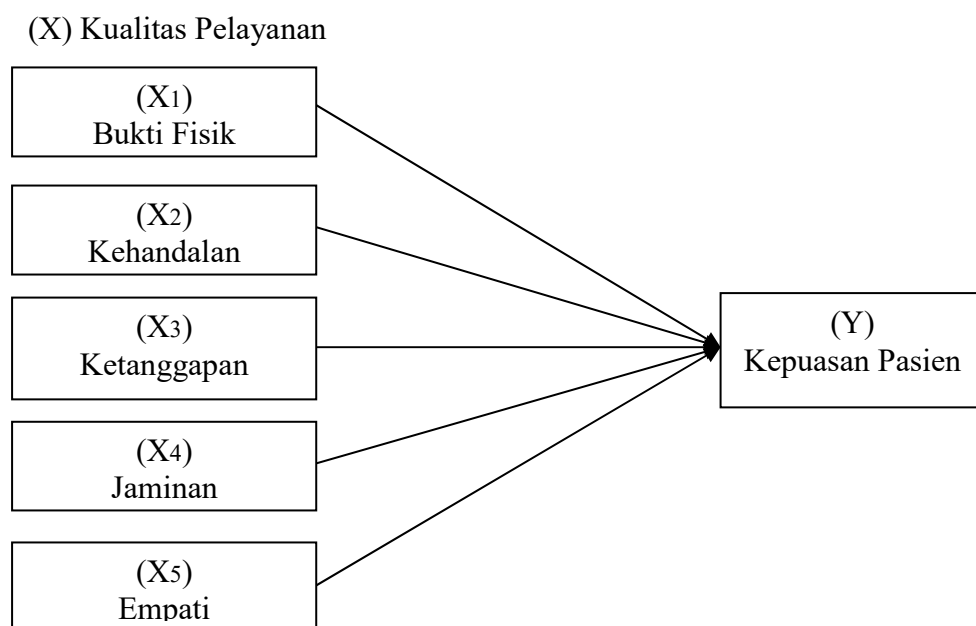 (X) Kualitas Pelayanan
(X1)
Bukti Fisik
(X2)
Kehandalan
(X3)
Ketanggapan
(X4)
Jaminan
(X5)
Empati
(Y)
Kepuasan Pasien